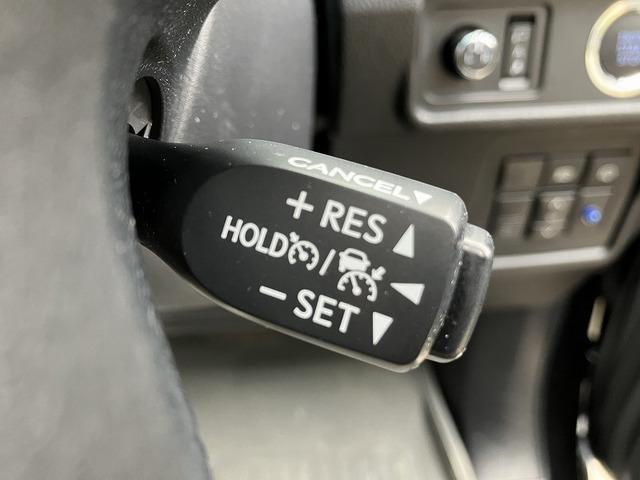 CANCEL▼
+ RES ▲
HOLD / ◀
− SET ▼